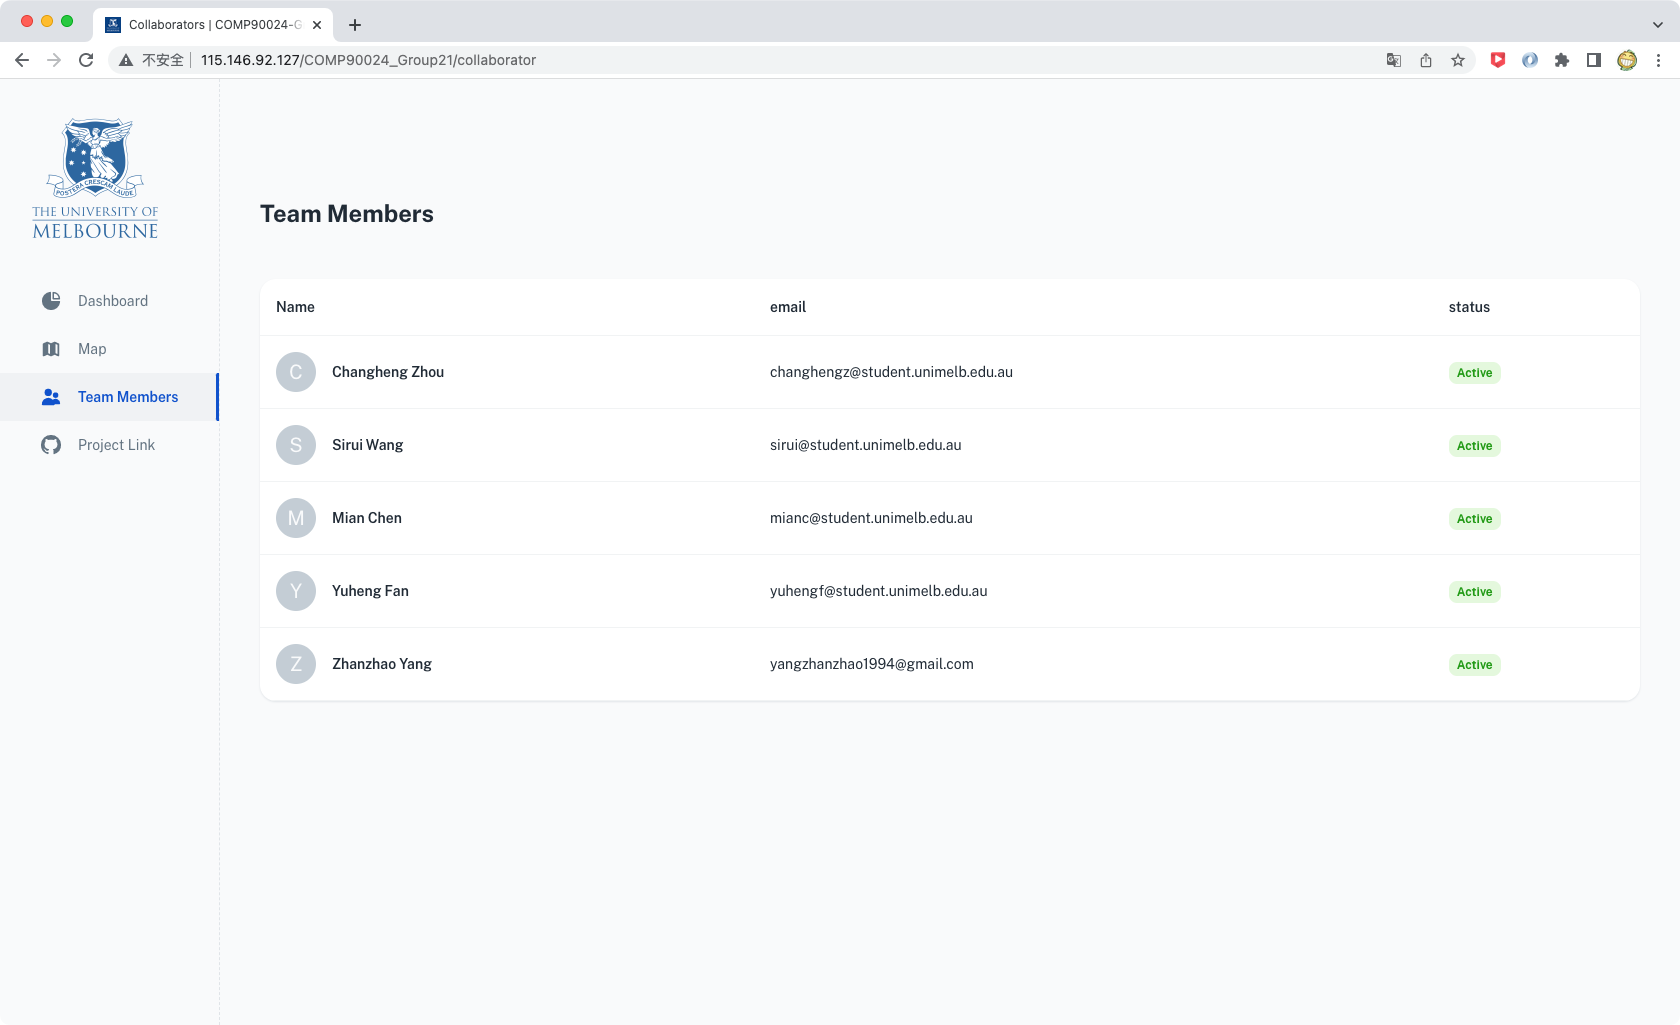 Collaborators | COMP90024-G
不安全 115.146.92.127/COMP90024_Group21/collaborator
POSTERA CRESCAM LAUDE
THE UNIVERSITY OF
MELBOURNE
Dashboard
Map
Team Members
Project Link
Team Members
Name email status
C Changheng Zhou changhengz@student.unimelb.edu.au Active
S Sirui Wang sirui@student.unimelb.edu.au Active
M Mian Chen mianc@student.unimelb.edu.au Active
Y Yuheng Fan yuhengf@student.unimelb.edu.au Active
Z Zhanzhao Yang yangzhanzhao1994@gmail.com Active